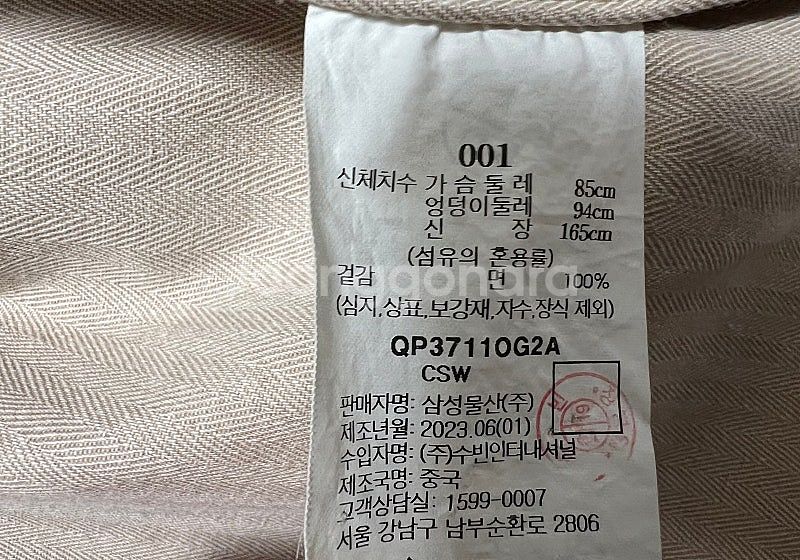 001
신체치수 가 슴 둘 레 85cm
엉덩이둘레 94cm
신 장 165cm
(섬유의 혼용률)
겉감 면 100%
(심지,상표,보강재,자수,장식 제외)
QP37110G2A
CSW
판매자명: 삼성물산(주)
제조년월: 2023.06(01)
수입자명: (주)수빈인터내셔널
제조국명: 중국
고객상담실: 1599-0007
서울 강남구 남부순환로 2806